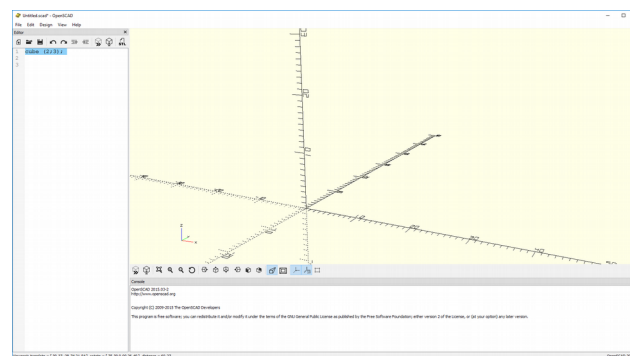 Untitled.scad* - OpenSCAD
File Edit Design View Help
Editor
1 cube (2;3);
2
3
20
Console
OpenSCAD 2015.03-2
http://www.openscad.org
Copyright (C) 2009-2015 The OpenSCAD Developers
This program is free software; you can redistribute it and/or modify it under the terms of the GNU General Public License as published by the Free Software Foundation; either version 2 of the License, or (at your option) any later version.